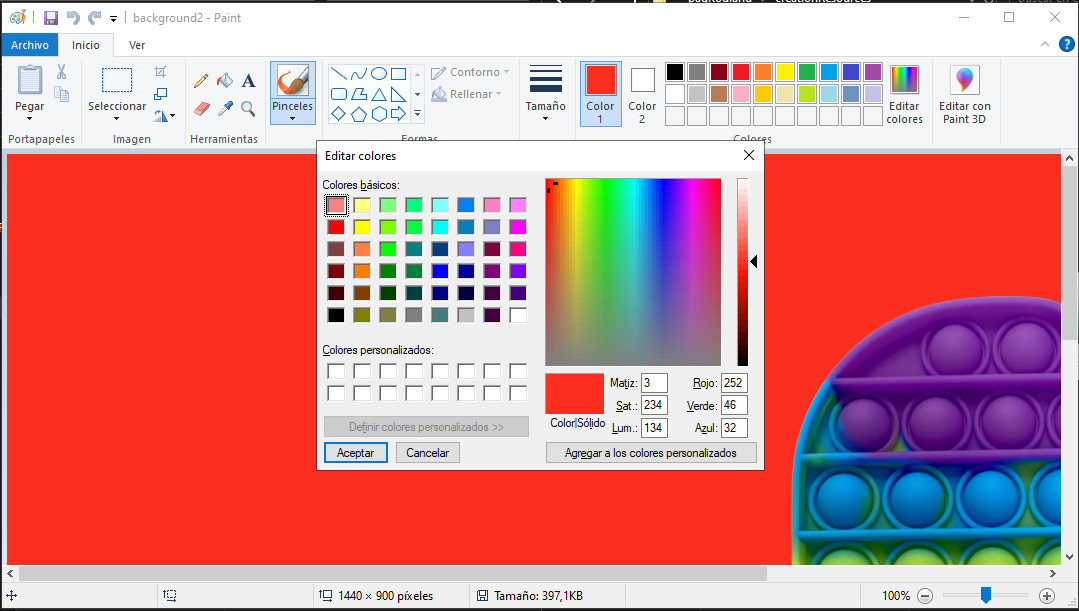 background2 - Paint
Archivo Inicio Ver
Pegar
Seleccionar
Pinceles
Contorno
Rellenar
Tamaño
Color 1
Color 2
Editar colores
Editar con Paint 3D
Portapapeles
Imagen
Herramientas
Formas
Colores
Editar colores
Colores básicos:
Colores personalizados:
Definir colores personalizados >>
Aceptar Cancelar
Color|Sólido
Matiz: 3 Rojo: 252
Sat.: 234 Verde: 46
Lum.: 134 Azul: 32
Agregar a los colores personalizados
1440 × 900 píxeles Tamaño: 397,1KB 100%